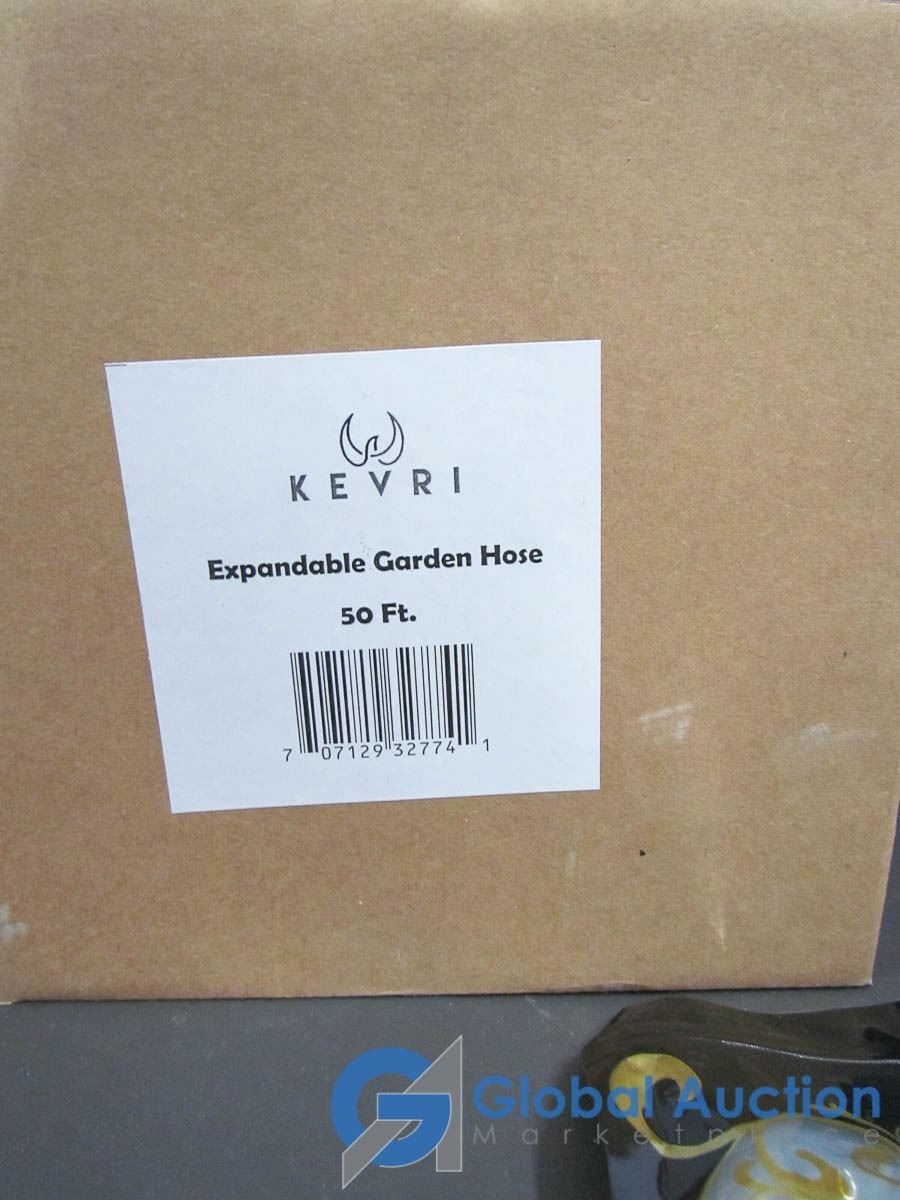 KEVRI
Expandable Garden Hose
50 Ft.
7 07129 32774 1
Global Auction
Marketplace